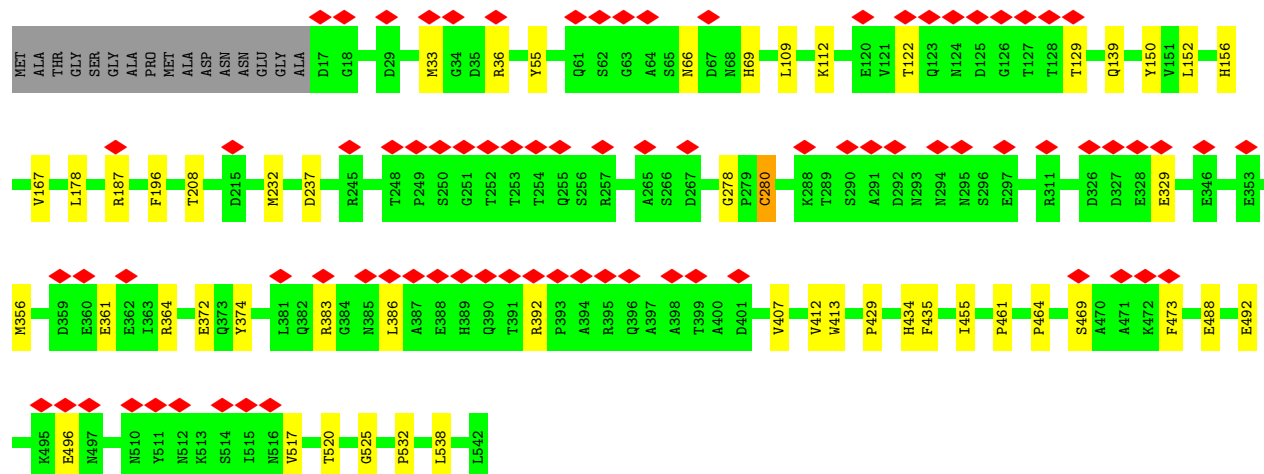 MET ALA THR GLY SER GLY ALA PRO MET ALA ASP ASN ASN GLU GLY ALA D17 G18 D29 M33 G34 D35 R36 Y55 Q61 S62 G63 A64 S65 N66 D67 N68 H69 L109 K112 E120 V121 T122 Q123 N124 D125 G126 T127 T128 T129 Q139 Y150 V151 L152 H156
V167 L178 R187 F196 T208 D215 M232 D237 R245 T248 P249 S250 G251 T252 T253 T254 Q255 S256 R257 A265 S266 D267 G278 P279 C280 K288 T289 S290 A291 D292 N293 N294 N295 S296 E297 R311 D326 D327 E328 E329 E346 E353
M356 D359 E360 E361 E362 I363 R364 E372 Q373 Y374 L381 Q382 R383 G384 N385 L386 A387 E388 H389 Q390 T391 R392 P393 A394 R395 Q396 A397 A398 T399 A400 D401 V407 V412 W413 P429 H434 F435 I455 P461 P464 S469 A470 A471 K472 F473 E488 E492
K495 E496 N497 N510 Y511 N512 K513 S514 I515 N516 V517 T520 G525 P532 L538 L542